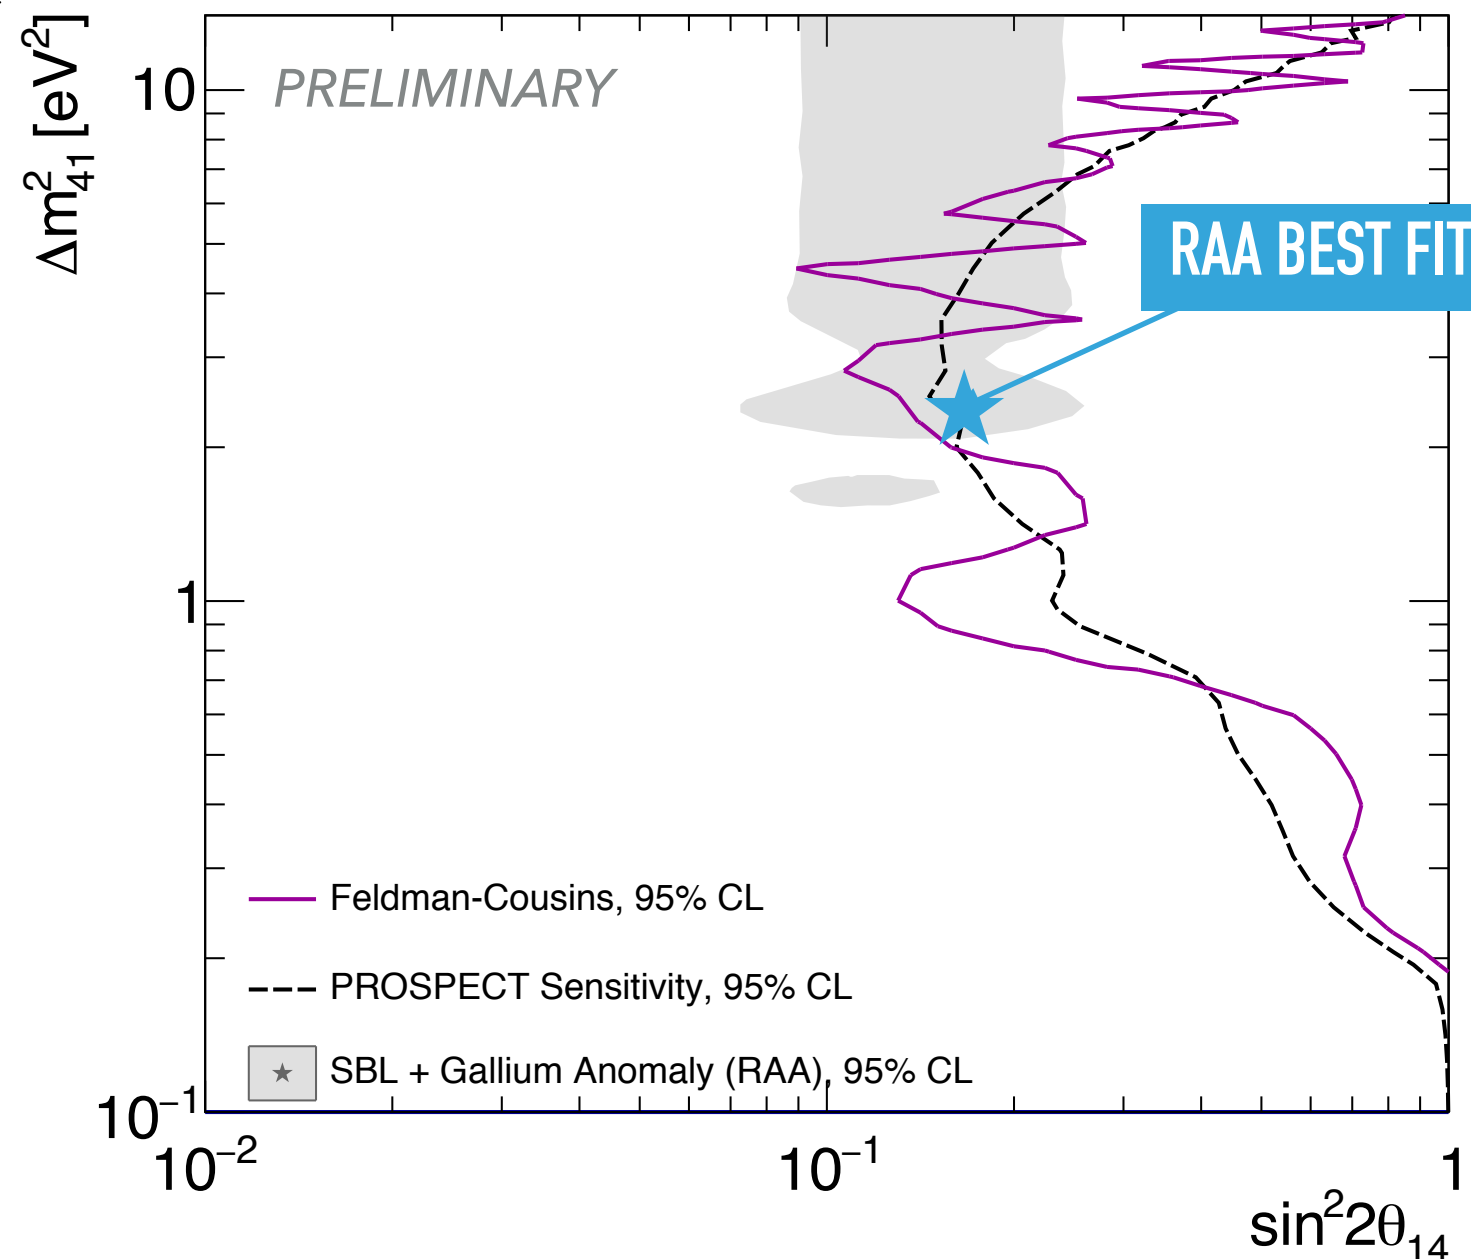 Δm²₄₁ [eV²]
10
PRELIMINARY
RAA BEST FIT
1
Feldman-Cousins, 95% CL
PROSPECT Sensitivity, 95% CL
SBL + Gallium Anomaly (RAA), 95% CL
10⁻¹
10⁻²
10⁻¹
1
sin²2θ₁₄